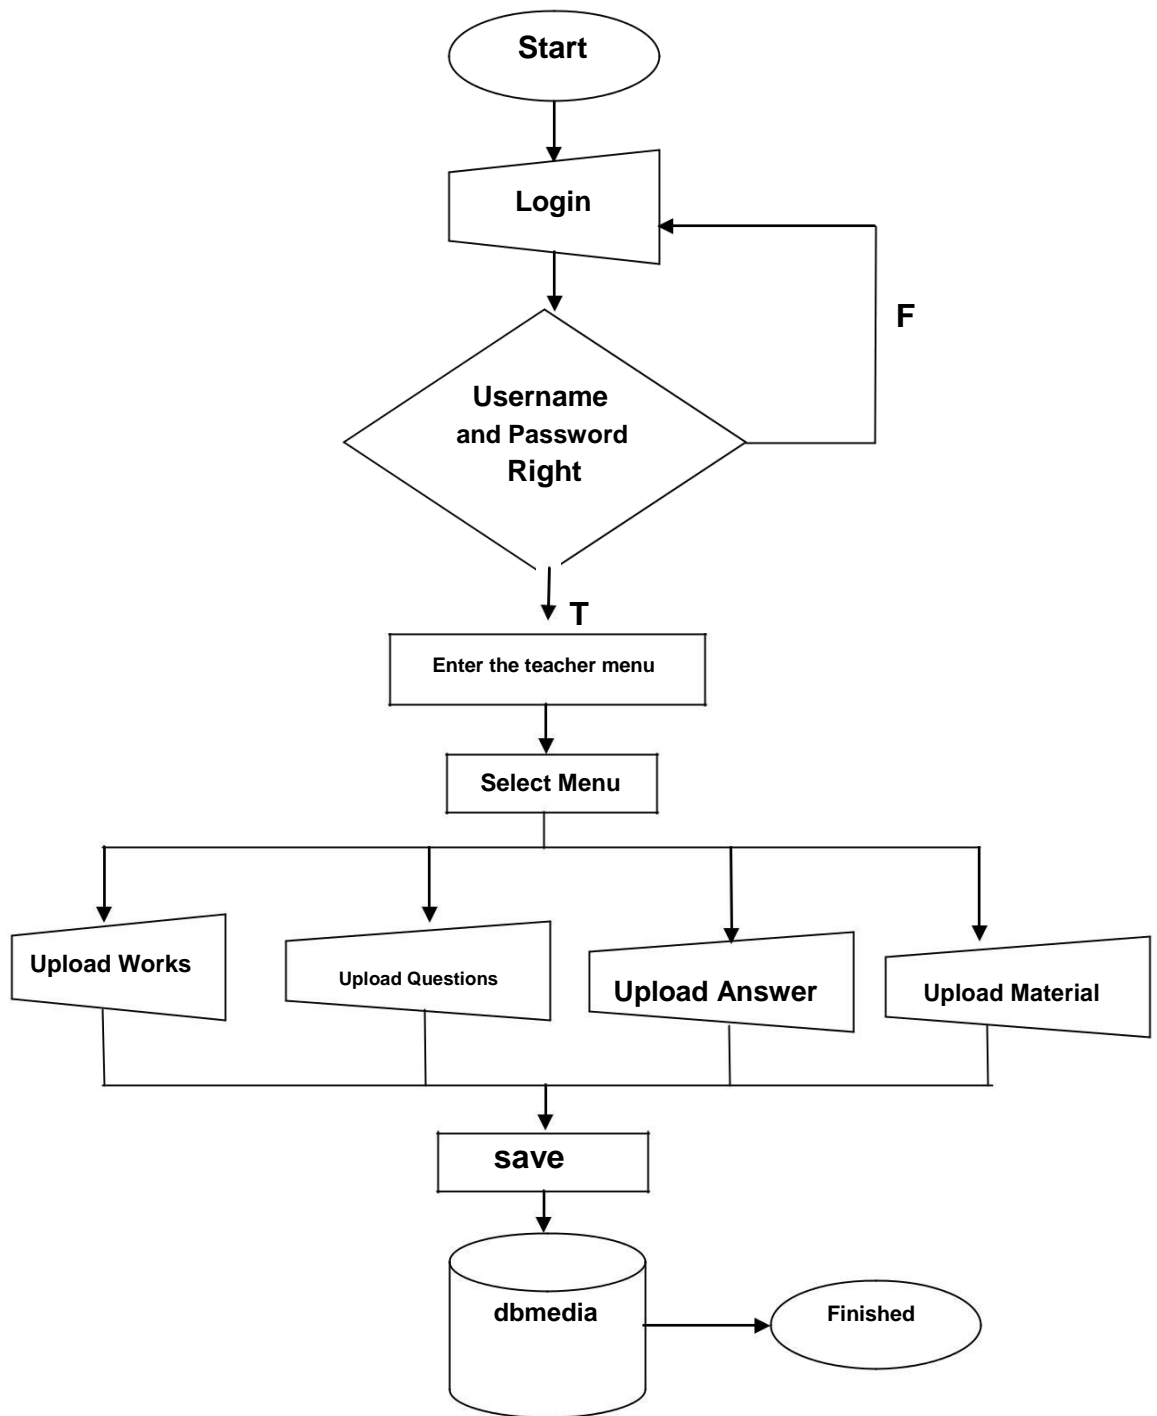 Start
Login
F
Username
and Password
Right
T
Enter the teacher menu
Select Menu
Upload Works
Upload Questions
Upload Answer
Upload Material
save
dbmedia
Finished